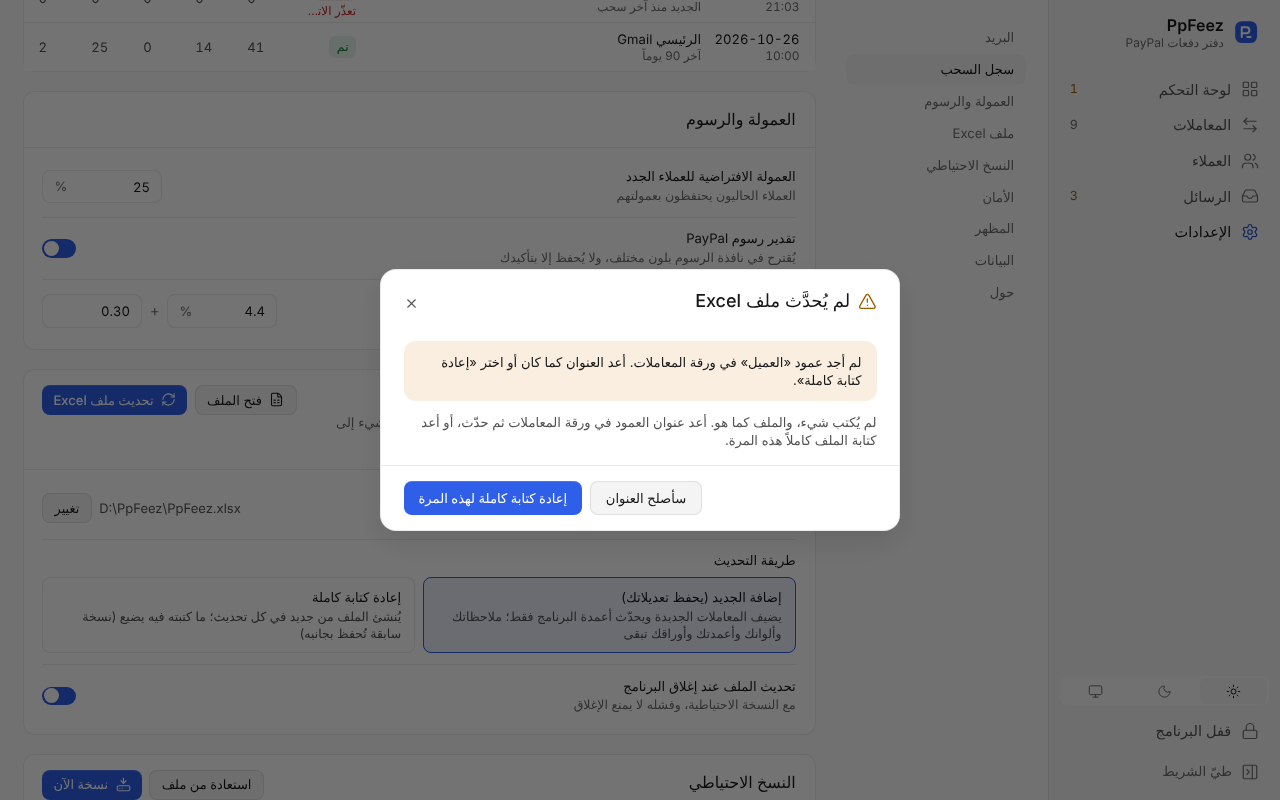 PpFeez
دفتر دفعات PayPal
لوحة التحكم 1
المعاملات 9
العملاء
الرسائل 3
الإعدادات
قفل البرنامج
طيّ الشريط
البريد
سجل السحب
العمولة والرسوم
ملف Excel
النسخ الاحتياطي
الأمان
المظهر
البيانات
حول
21:03 الجديد منذ آخر سحب تعذّر الات...
2026-10-26 الرئيسي Gmail تم 41 14 0 25 2
10:00 آخر 90 يوماً
العمولة والرسوم
العمولة الافتراضية للعملاء الجدد
25 %
العملاء الحاليون يحتفظون بعمولتهم
تقدير رسوم PayPal
يُقترح في نافذة الرسوم بلون مختلف، ولا يُحفظ إلا بتأكيدك
4.4 % + 0.30
لم يُحدَّث ملف Excel
لم أجد عمود «العميل» في ورقة المعاملات. أعد العنوان كما كان أو اختر «إعادة
كتابة كاملة».
لم يُكتب شيء، والملف كما هو. أعد عنوان العمود في ورقة المعاملات ثم حدّث، أو أعد
كتابة الملف كاملاً هذه المرة.
سأصلح العنوان
إعادة كتابة كاملة لهذه المرة
فتح الملف
تحديث ملف Excel
شيء إلى
D:\PpFeez\PpFeez.xlsx
تغيير
طريقة التحديث
إضافة الجديد (يحفظ تعديلاتك)
يضيف المعاملات الجديدة ويحدّث أعمدة البرنامج فقط؛ ملاحظاتك
وألوانك وأعمدتك وأوراقك تبقى
إعادة كتابة كاملة
يُنشئ الملف من جديد في كل تحديث؛ ما كتبته فيه يضيع (نسخة
سابقة تُحفظ بجانبه)
تحديث الملف عند إغلاق البرنامج
مع النسخة الاحتياطية، وفشله لا يمنع الإغلاق
النسخ الاحتياطي
استعادة من ملف
نسخة الآن